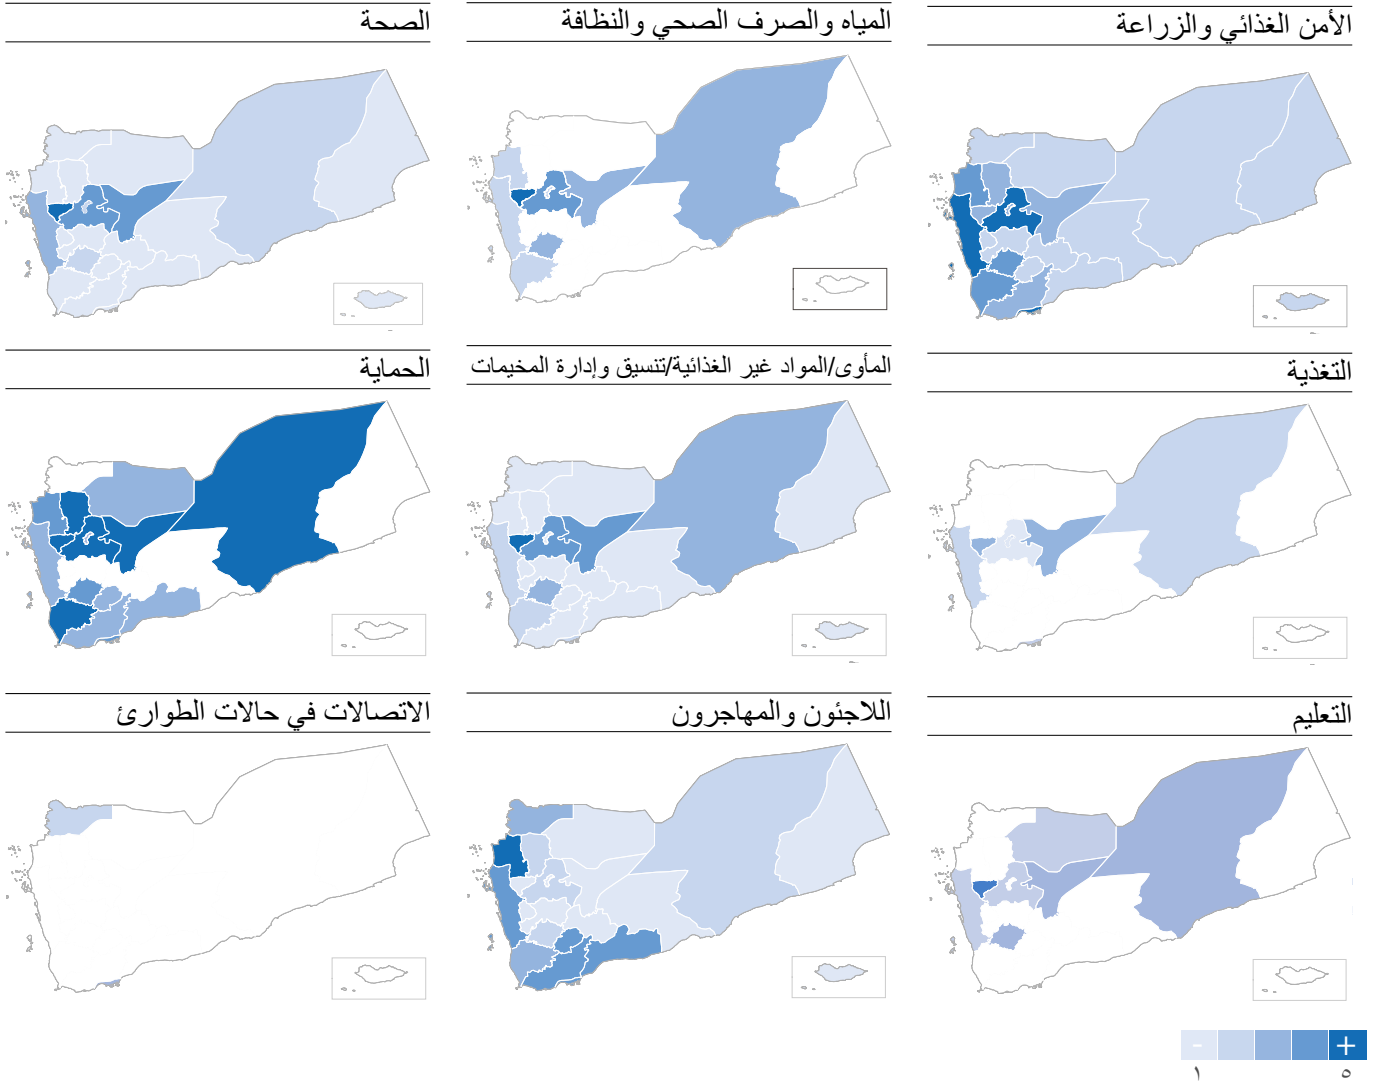 الأمن الغذائي والزراعة
المياه والصرف الصحي والنظافة
الصحة
التغذية
المأوى/المواد غير الغذائية/تنسيق وإدارة المخيمات
الحماية
التعليم
اللاجئون والمهاجرون
الاتصالات في حالات الطوارئ
+ -
٥ ١